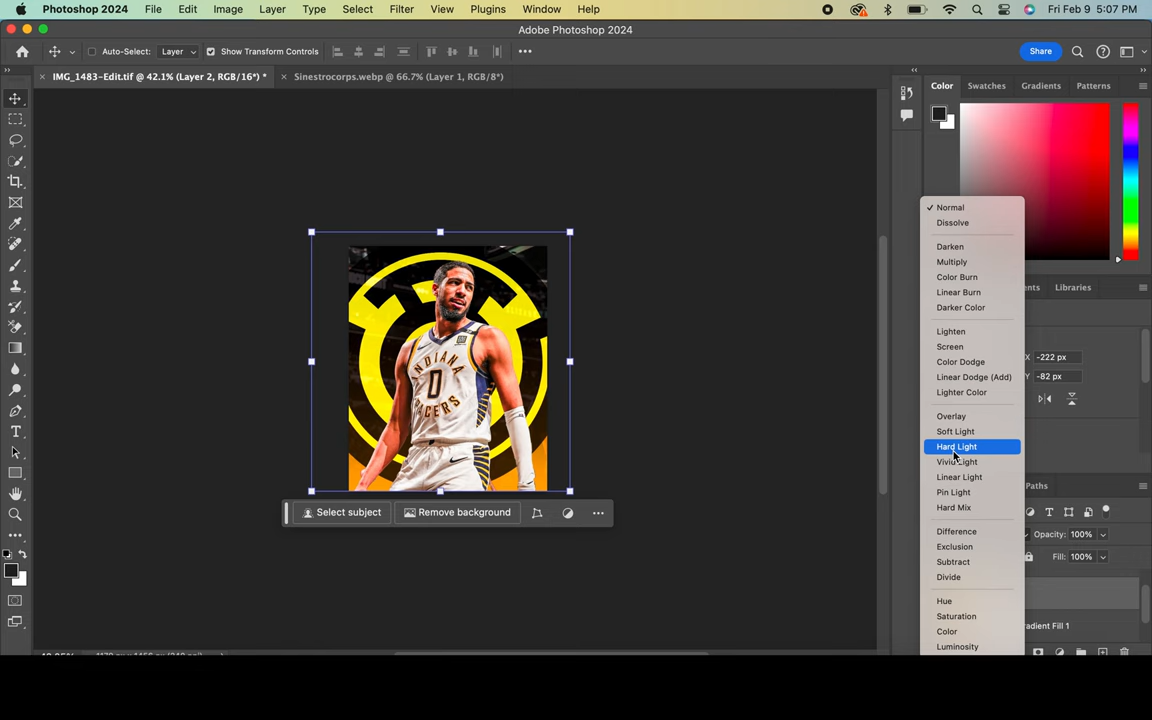 Photoshop 2024 File Edit Image Layer Type Select Filter View Plugins Window Help Fri Feb 9 5:07 PM
Adobe Photoshop 2024
Auto-Select: Layer Show Transform Controls ••• Share
IMG_1483-Edit.tif @ 42.1% (Layer 2, RGB/16*) * Sinestrocorps.webp @ 66.7% (Layer 1, RGB/8*)
Color Swatches Gradients Patterns
Normal
Dissolve
Darken
Multiply
Color Burn
Linear Burn
Darker Color
Lighten
Screen
Color Dodge
Linear Dodge (Add)
Lighter Color
Overlay
Soft Light
Hard Light
Vivid Light
Linear Light
Pin Light
Hard Mix
Difference
Exclusion
Subtract
Divide
Hue
Saturation
Color
Luminosity
ents Libraries
X -222 px
Y -82 px
Paths
Opacity: 100%
Fill: 100%
radient Fill 1
INDIANA
0
PACERS
Select subject Remove background •••